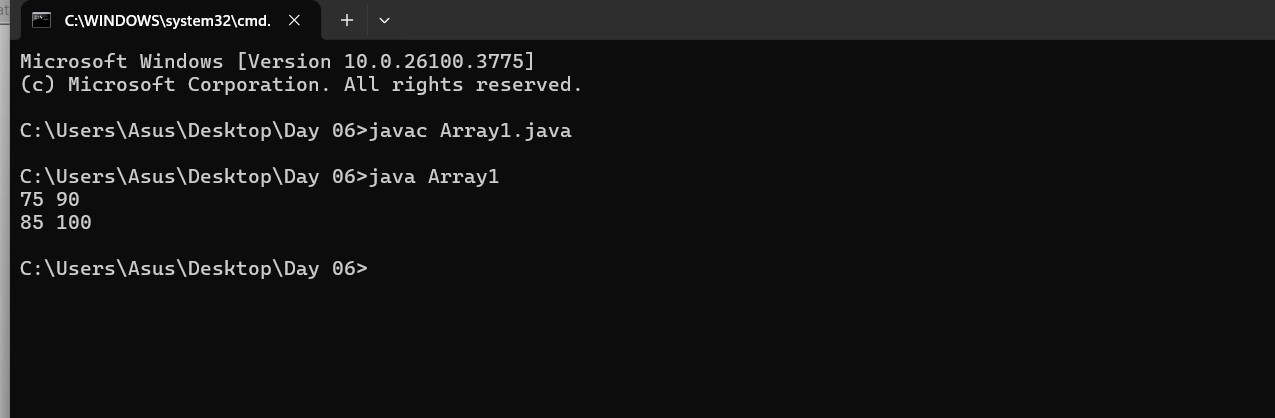 at
C:\WINDOWS\system32\cmd.
Microsoft Windows [Version 10.0.26100.3775]
(c) Microsoft Corporation. All rights reserved.
C:\Users\Asus\Desktop\Day 06>javac Array1.java
C:\Users\Asus\Desktop\Day 06>java Array1
75 90
85 100
C:\Users\Asus\Desktop\Day 06>